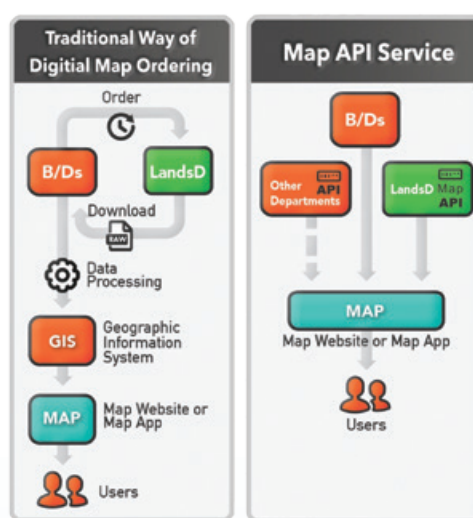 Traditional Way of
Digitial Map Ordering
Order
B/Ds
LandsD
Download
RAW
Data
Processing
GIS
Geographic
Information
System
MAP
Map Website or
Map App
Users
Map API Service
B/Ds
Other
Departments
API
LandsD
Map
API
MAP
Map Website or Map App
Users